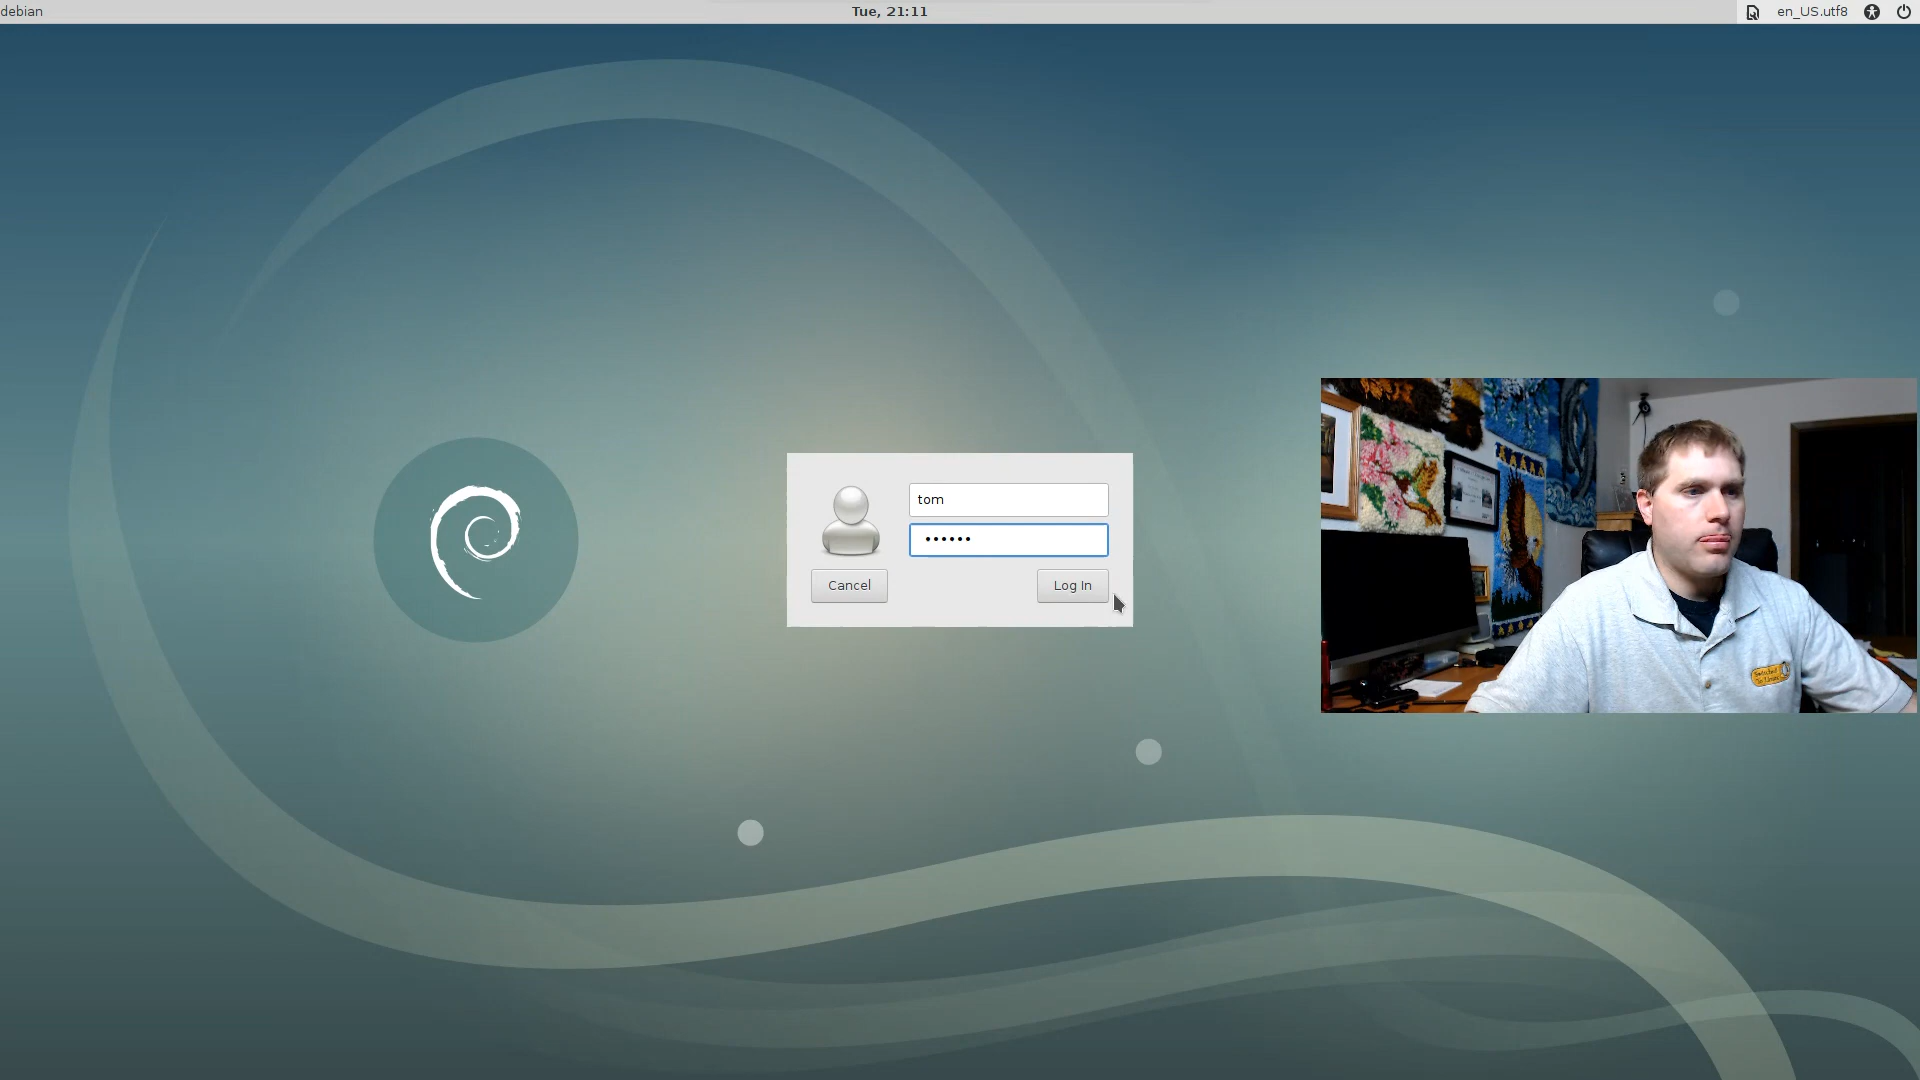 debian
Tue, 21:11
en_US.utf8
tom
••••••
Cancel
Log In